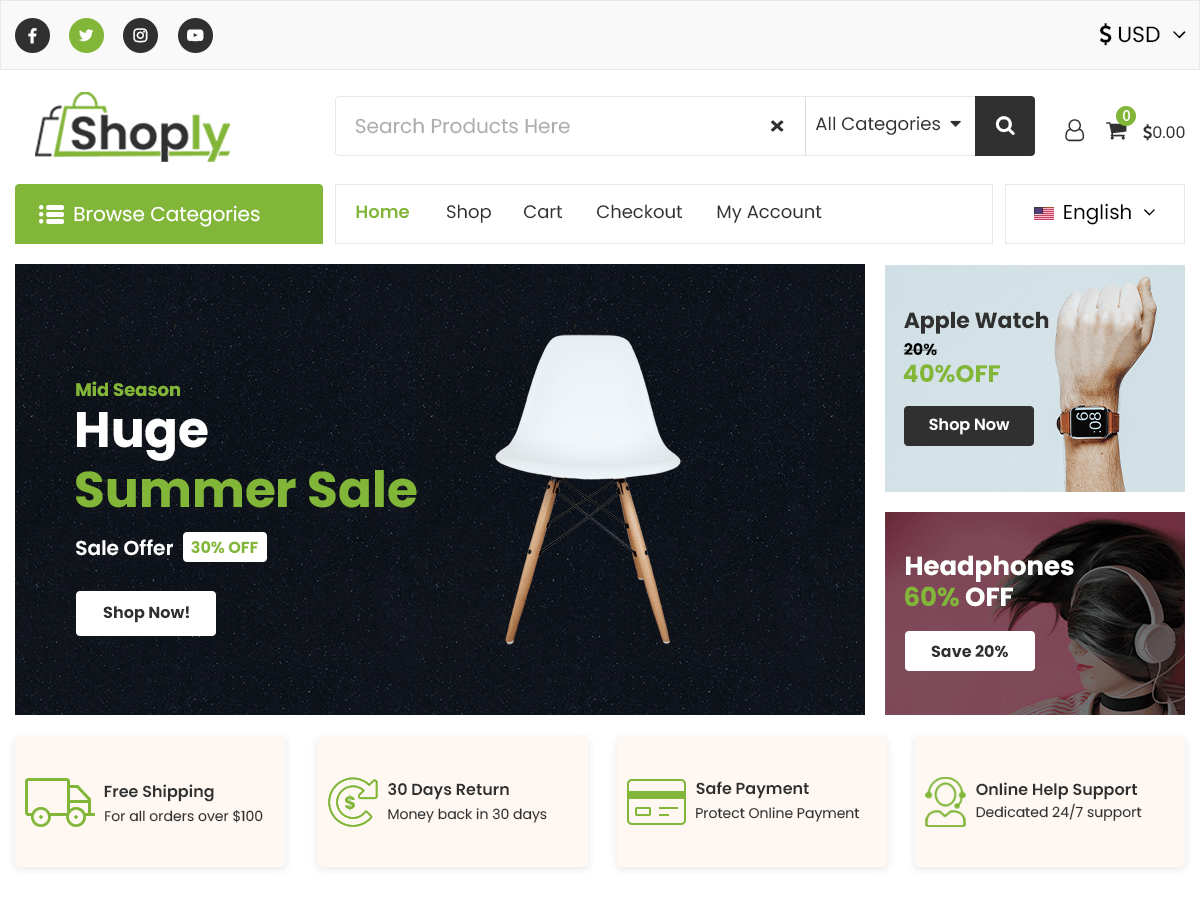 $ USD
Shoply
Search Products Here
All Categories
0
$0.00
Browse Categories
Home
Shop
Cart
Checkout
My Account
English
Mid Season
Huge
Summer Sale
Sale Offer
30% OFF
Shop Now!
Apple Watch
20%
40%OFF
Shop Now
Headphones
60% OFF
Save 20%
Free Shipping
For all orders over $100
$
30 Days Return
Money back in 30 days
Safe Payment
Protect Online Payment
Online Help Support
Dedicated 24/7 support